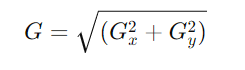 G = √(G_x^2 + G_y^2)